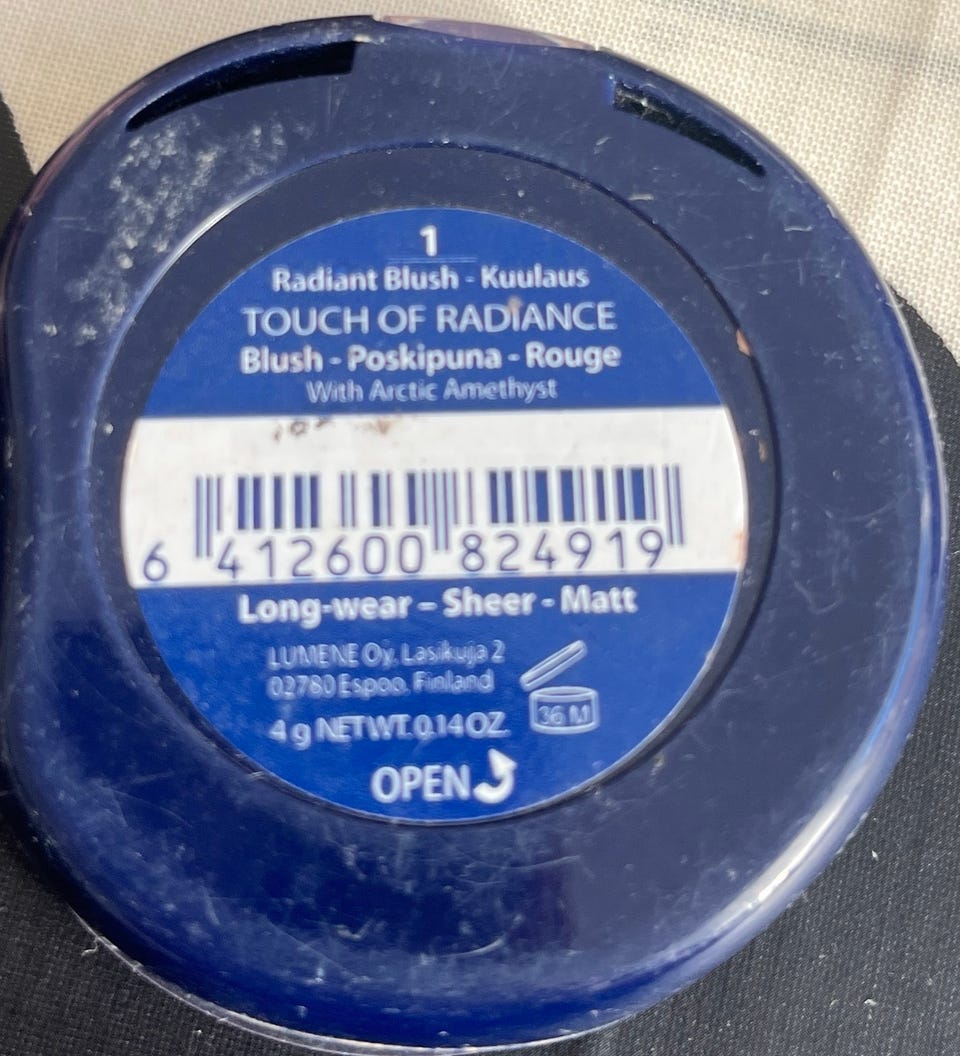 1
Radiant Blush - Kuulaus
TOUCH OF RADIANCE
Blush - Poskipuna - Rouge
With Arctic Amethyst
6 412600 824919
Long-wear – Sheer - Matt
LUMENE Oy, Lasikuja 2
02780 Espoo, Finland
36 M
4 g NET WT. 0.14 OZ.
OPEN